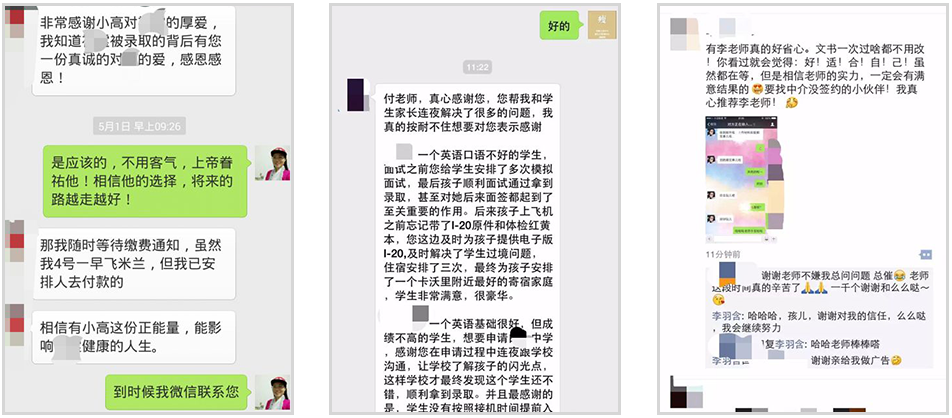 非常感谢小高对
的厚爱，
我知道
被录取的背后有您
一份真诚的对
的爱，感恩感
恩！
5月1日 早上09:26
是应该的，不用客气，上帝眷
祐他！相信他的选择，将来的
路越走越好！
那我随时等待缴费通知，虽然
我4号一早飞米兰，但我已安
排人去付款的
相信有小高这份正能量，能影
响
健康的人生。
到时候我微信联系您
好的
11:22
付老师，真心感谢您，您帮我和学
生家长连夜解决了很多的问题，我
真的按耐不住想要对您表示感谢
一个英语口语不好的学生，
面试之前您给学生安排了多次模拟
面试，最后孩子顺利面试通过拿到
录取，甚至对她后来面签都起到了
至关重要的作用。后来孩子上飞机
之前忘记带了I-20原件和体检红黄
本，您这边及时为孩子提供电子版
I-20,及时解决了学生过境问题，
住宿安排了三次，最终为孩子安排
了一个卡沃里附近最好的寄宿家庭
，学生非常满意，很豪华。
一个英语基础很好，但成
绩不高的学生，想要申请
中学
，感谢您在申请过程中连夜跟学校
沟通，让学校了解孩子的闪光点，
这样学校才最终发现这个学生还不
错，顺利拿到录取。并且最感谢的
是，学生没有按照接机时间提前入
有李老师真的好省心。文书一次过啥都不用改
！你看过就会觉得：好！适！合！自！己！虽
然都在等，但是相信老师的实力，一定会有满
意结果的😍要找中介没签约的小伙伴！我真
心推荐李老师！
11分钟前
谢谢老师不嫌我总问问题 总催😂 老师
这段时间真的辛苦了🙏🙏 一千个谢谢和么么哒～
😘
李羽含: 哈哈哈，孩儿，谢谢对我的信任，么么哒
，我会继续努力
复李羽含: 哈哈老师棒棒嗒
李羽含
谢谢亲给我做广告